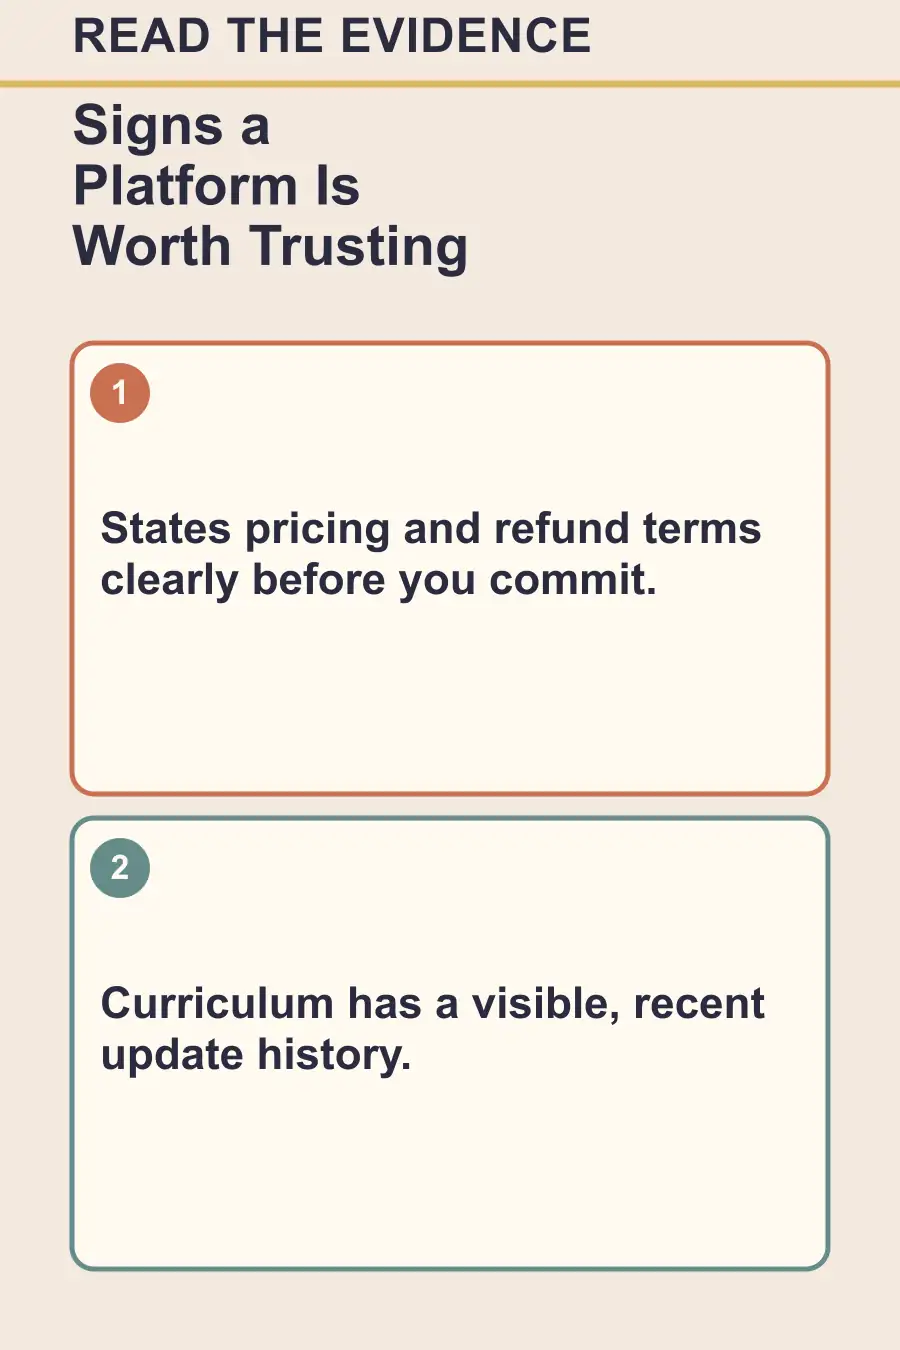 READ THE EVIDENCE
Signs a
Platform Is
Worth Trusting
1
States pricing and refund terms
clearly before you commit.
2
Curriculum has a visible, recent
update history.